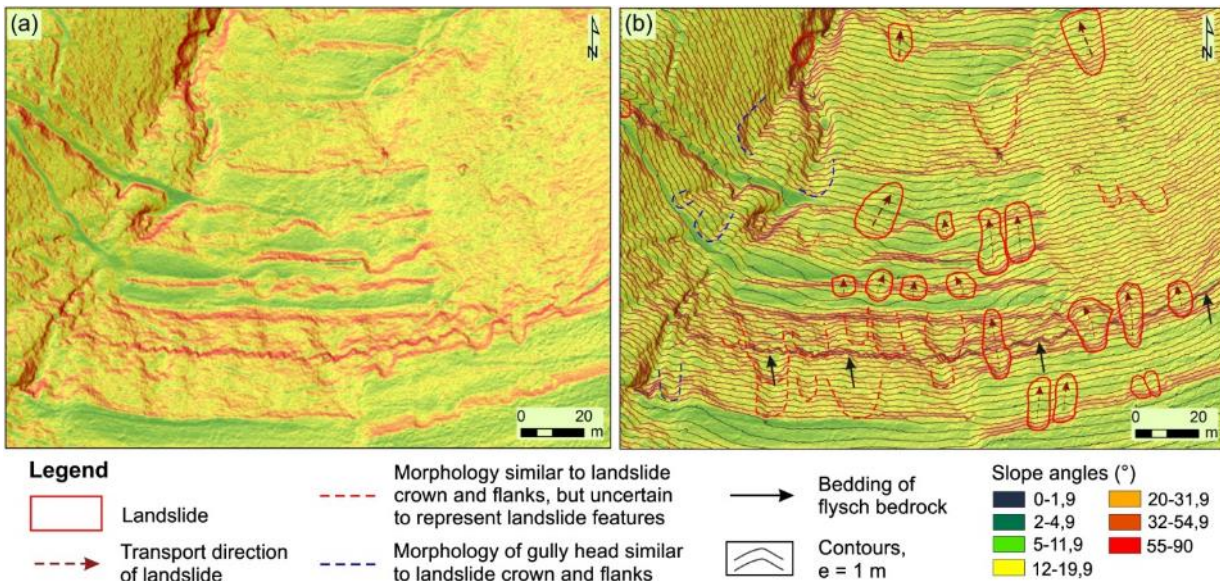 (a)
N
0 20
m
(b)
N
0 20
m
Legend
Landslide
Transport direction
of landslide
Morphology similar to landslide
crown and flanks, but uncertain
to represent landslide features
Morphology of gully head similar
to landslide crown and flanks
Bedding of
flysch bedrock
Contours,
e = 1 m
Slope angles (°)
0-1,9
2-4,9
5-11,9
12-19,9
20-31,9
32-54,9
55-90